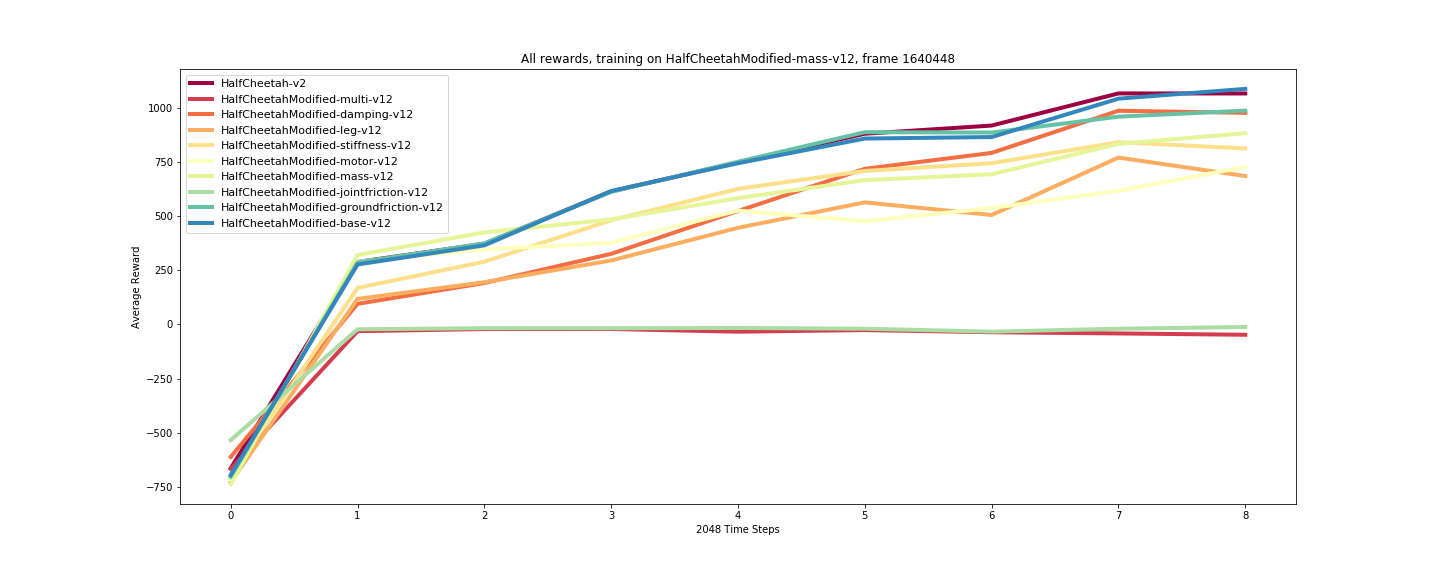 All rewards, training on HalfCheetahModified-mass-v12, frame 1640448
HalfCheetah-v2
HalfCheetahModified-multi-v12
HalfCheetahModified-damping-v12
HalfCheetahModified-leg-v12
HalfCheetahModified-stiffness-v12
HalfCheetahModified-motor-v12
HalfCheetahModified-mass-v12
HalfCheetahModified-jointfriction-v12
HalfCheetahModified-groundfriction-v12
HalfCheetahModified-base-v12
Average Reward
1000
750
500
250
0
−250
−500
−750
0 1 2 3 4 5 6 7 8
2048 Time Steps